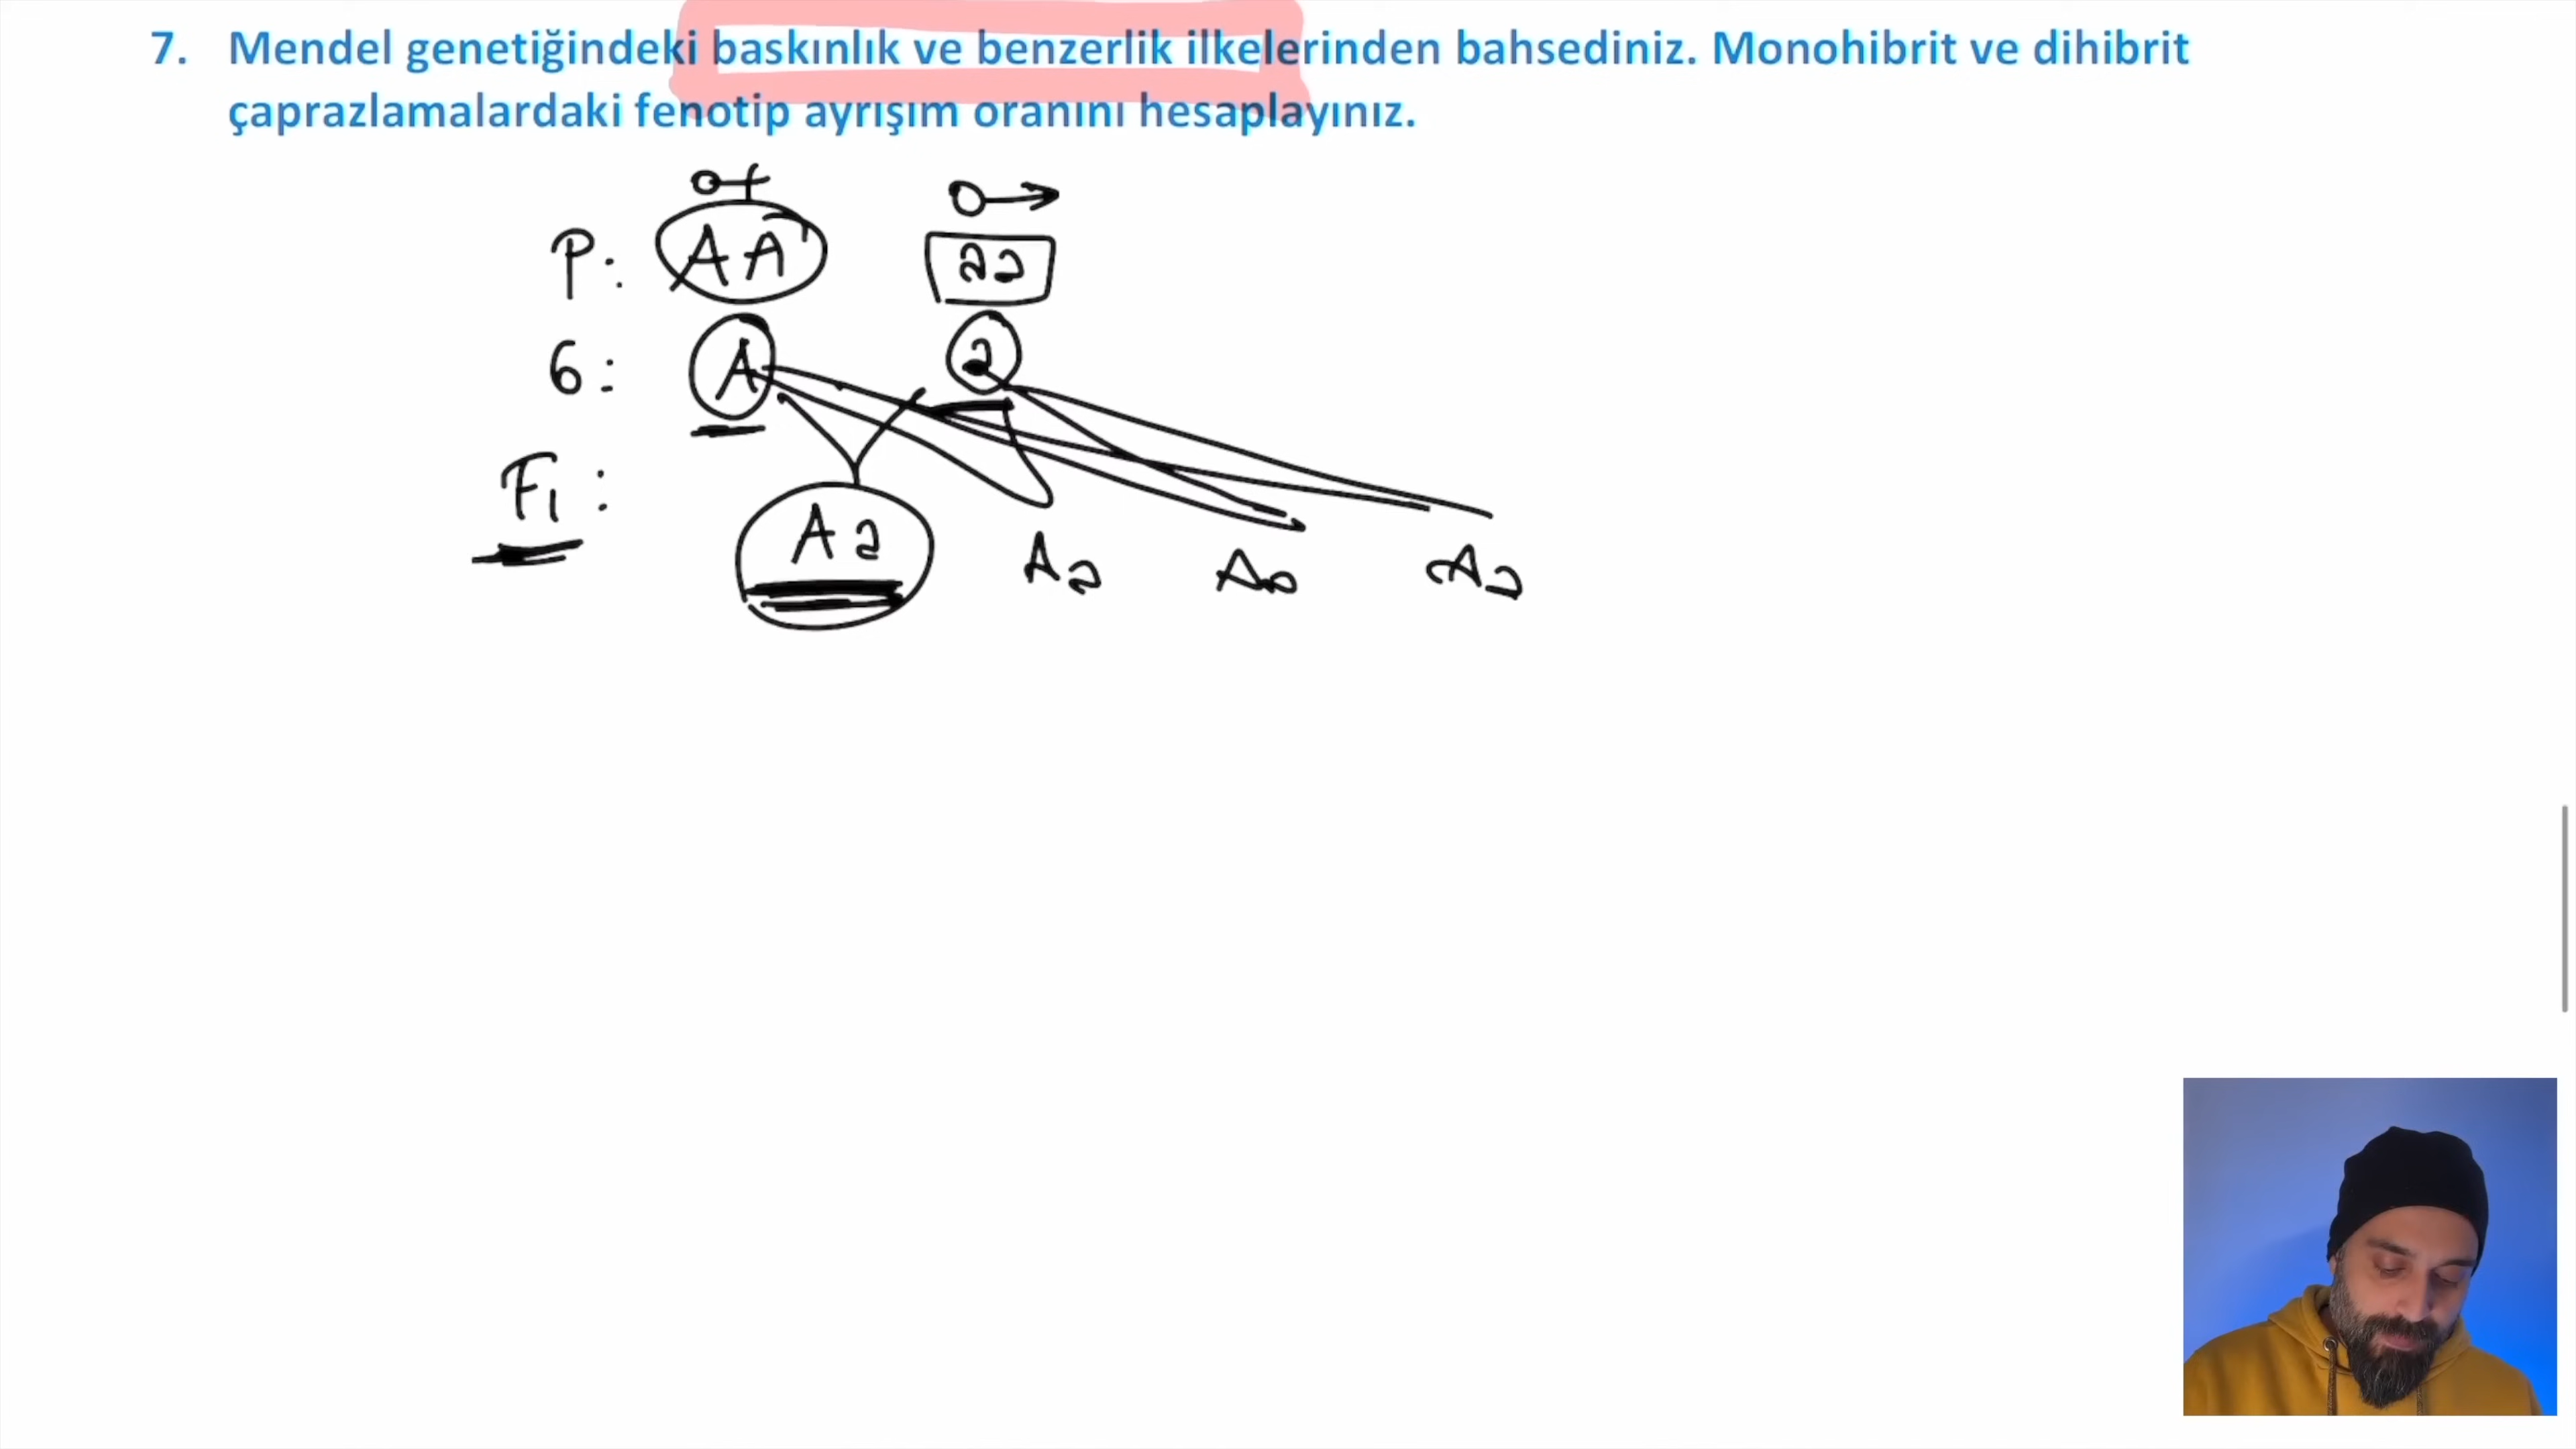 7. Mendel genetiğindeki baskınlık ve benzerlik ilkelerinden bahsediniz. Monohibrit ve dihibrit
çaprazlamalardaki fenotip ayrışım oranını hesaplayınız.
P: AA aa
G: A a
F1:
Aa Aa Aa Aa